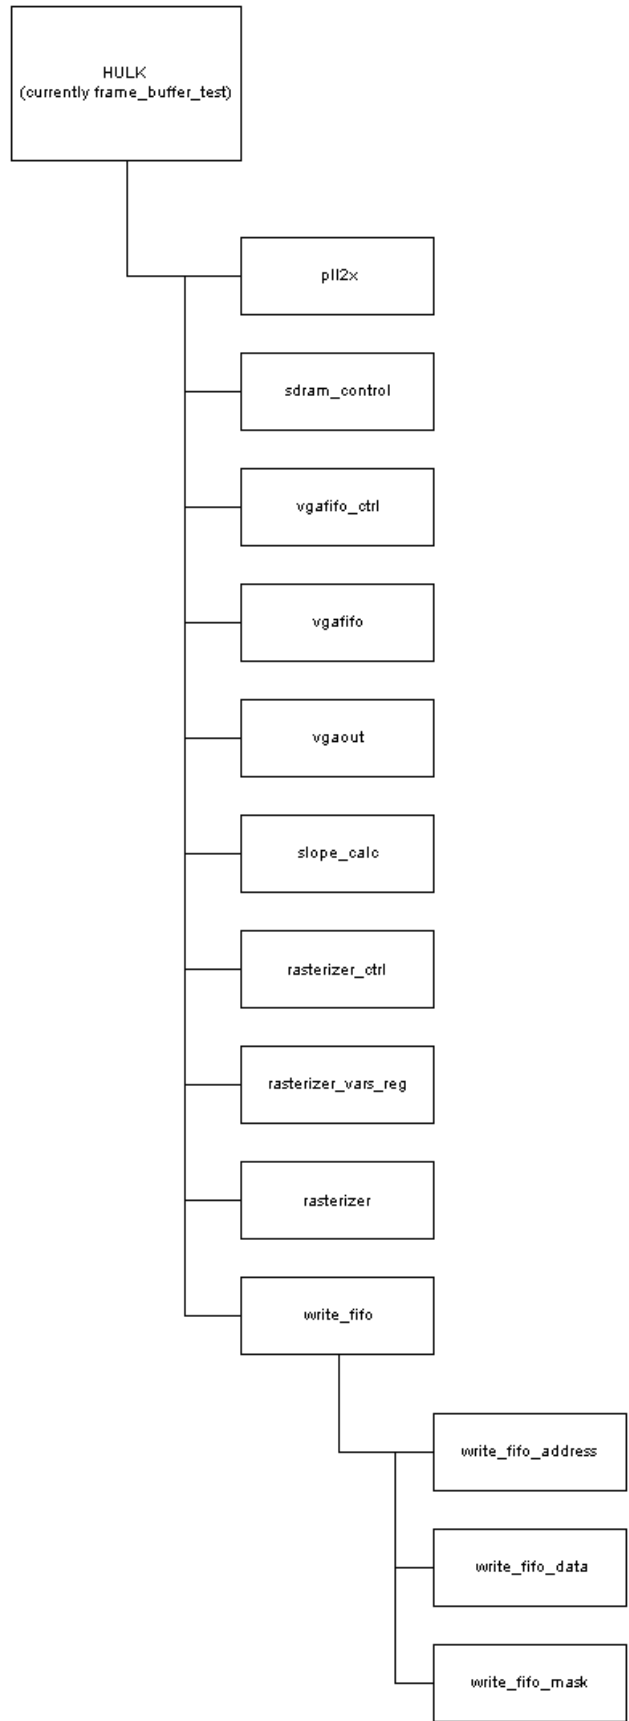 HULK
(currently frame_buffer_test)
pll2x
sdram_control
vgafifo_ctrl
vgafifo
vgaout
slope_calc
rasterizer_ctrl
rasterizer_vars_reg
rasterizer
write_fifo
write_fifo_address
write_fifo_data
write_fifo_mask